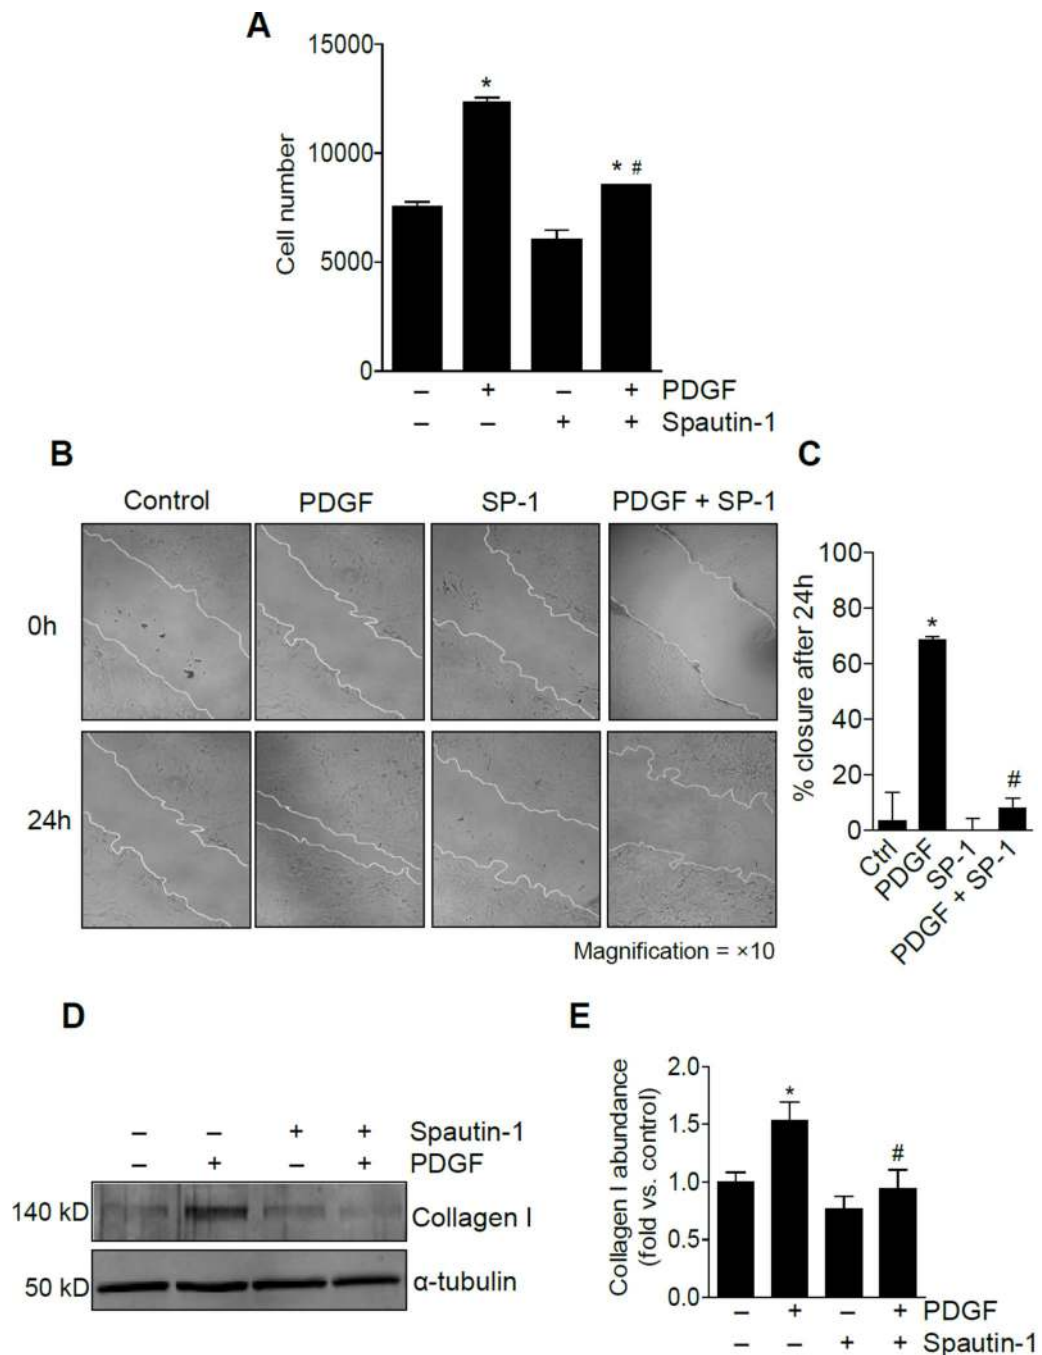 A
15000
*
10000
* #
5000
0
Cell number
– + – + PDGF
– – + + Spautin-1
B
Control PDGF SP-1 PDGF + SP-1
0h
24h
Magnification = ×10
C
100
80
*
60
40
20
#
0
% closure after 24h
Ctrl
PDGF
SP-1
PDGF + SP-1
D
– – + + Spautin-1
– + – + PDGF
140 kD Collagen I
50 kD α-tubulin
E
2.0
*
1.5
#
1.0
0.5
0.0
Collagen I abundance
(fold vs. control)
– + – + PDGF
– – + + Spautin-1